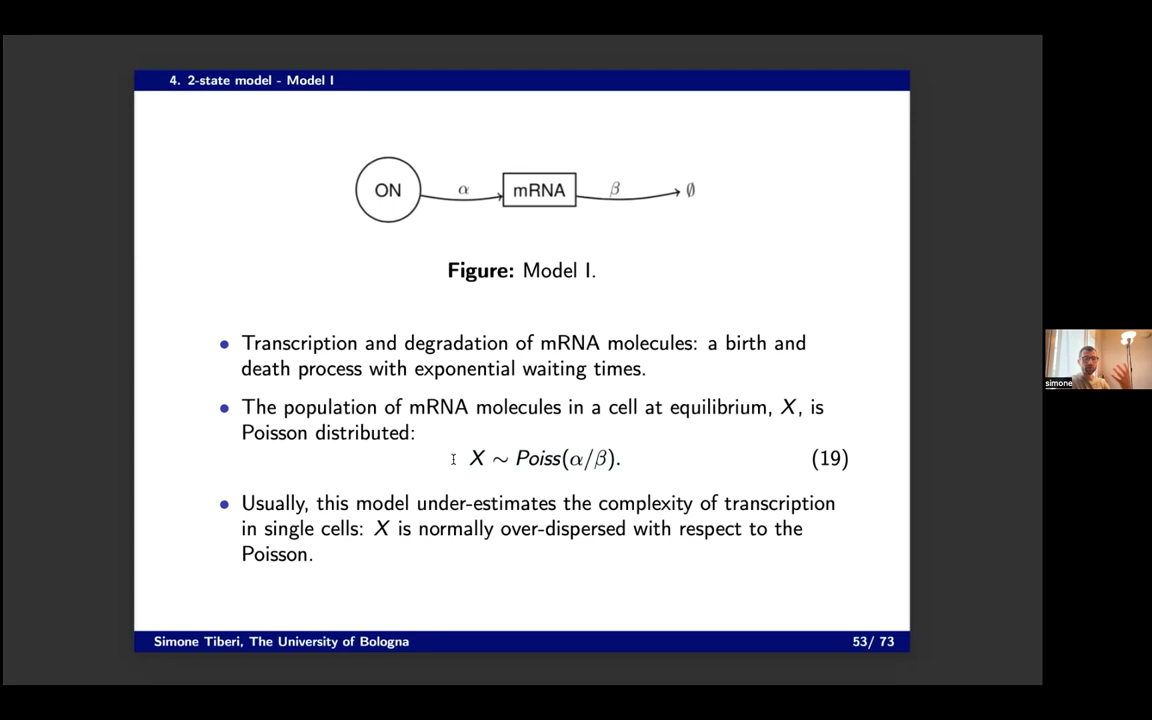 4. 2-state model - Model I
ON
α
mRNA
β
∅
Figure: Model I.
• Transcription and degradation of mRNA molecules: a birth and
death process with exponential waiting times.
• The population of mRNA molecules in a cell at equilibrium, X, is
Poisson distributed:
X ∼ Poiss(α/β). (19)
• Usually, this model under-estimates the complexity of transcription
in single cells: X is normally over-dispersed with respect to the
Poisson.
Simone Tiberi, The University of Bologna 53/ 73
simone